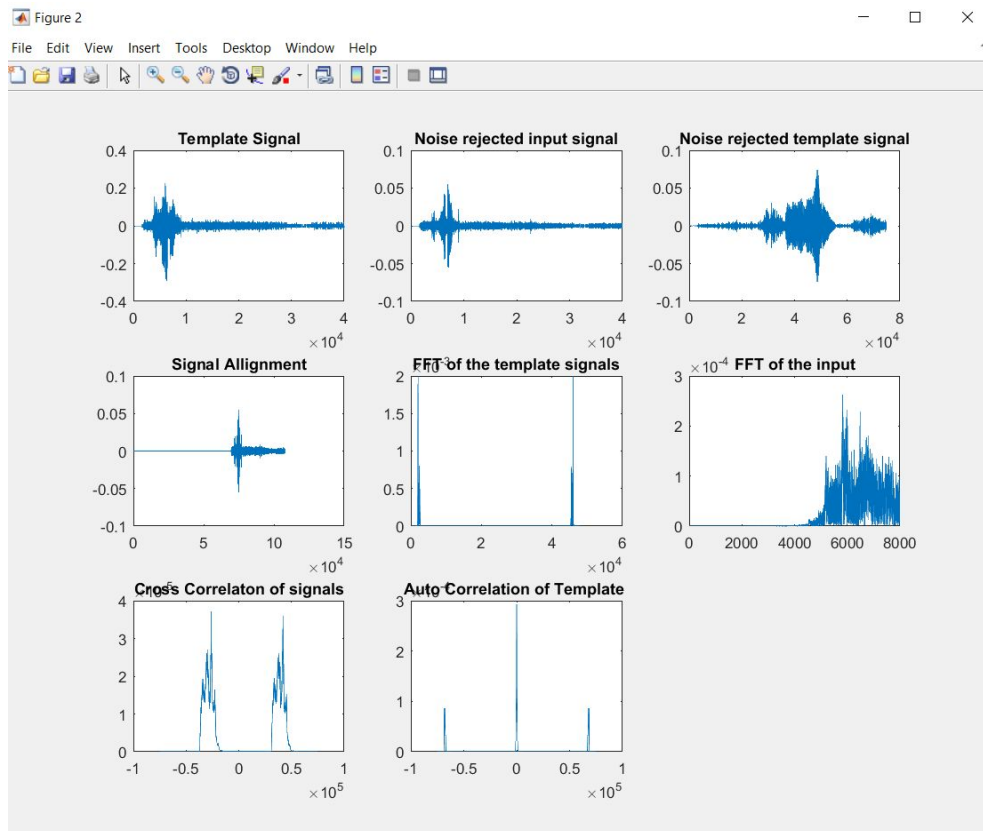 Figure 2
File Edit View Insert Tools Desktop Window Help
Template Signal
0.4
0.2
0
-0.2
-0.4
0 1 2 3 4
×10^4
Noise rejected input signal
0.1
0.05
0
-0.05
-0.1
0 1 2 3 4
×10^4
Noise rejected template signal
0.1
0.05
0
-0.05
-0.1
0 2 4 6 8
×10^4
Signal Allignment
0.1
0.05
0
-0.05
-0.1
0 5 10 15
×10^4
FFT of the template signals
×10^-3
2
1.5
1
0.5
0
0 2 4 6
×10^4
FFT of the input
×10^-4
3
2
1
0
0 2000 4000 6000 8000
Cross Correlaton of signals
4
3
2
1
0
-1 -0.5 0 0.5 1
×10^5
Auto Correlation of Template
3
2
1
0
-1 -0.5 0 0.5 1
×10^5